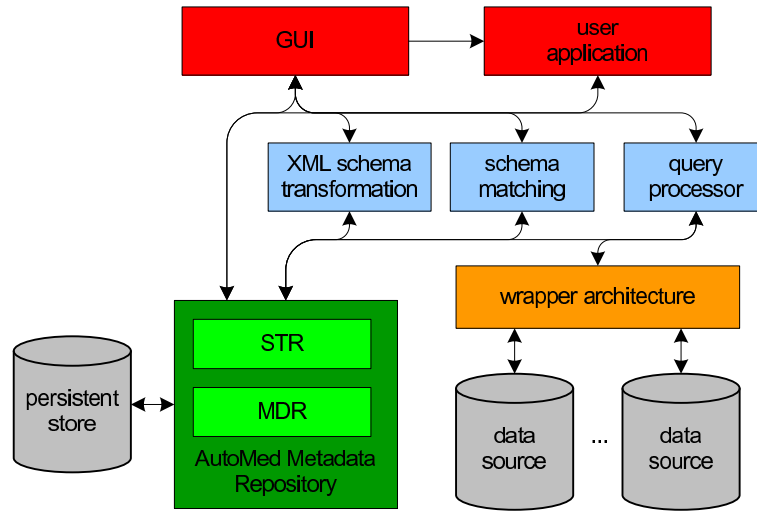 GUI
user
application
XML schema
transformation
schema
matching
query
processor
wrapper architecture
STR
MDR
AutoMed Metadata
Repository
persistent
store
data
source
...
data
source